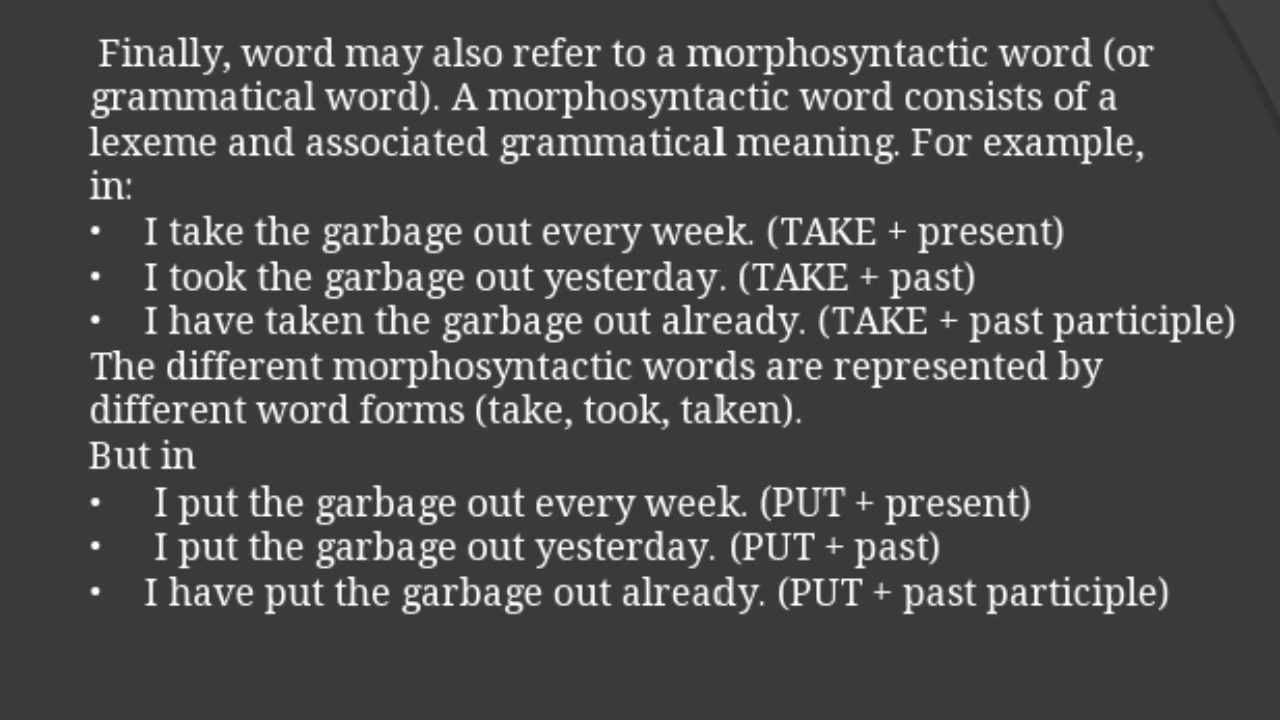 Finally, word may also refer to a morphosyntactic word (or
grammatical word). A morphosyntactic word consists of a
lexeme and associated grammatical meaning. For example,
in:
• I take the garbage out every week. (TAKE + present)
• I took the garbage out yesterday. (TAKE + past)
• I have taken the garbage out already. (TAKE + past participle)
The different morphosyntactic words are represented by
different word forms (take, took, taken).
But in
• I put the garbage out every week. (PUT + present)
• I put the garbage out yesterday. (PUT + past)
• I have put the garbage out already. (PUT + past participle)